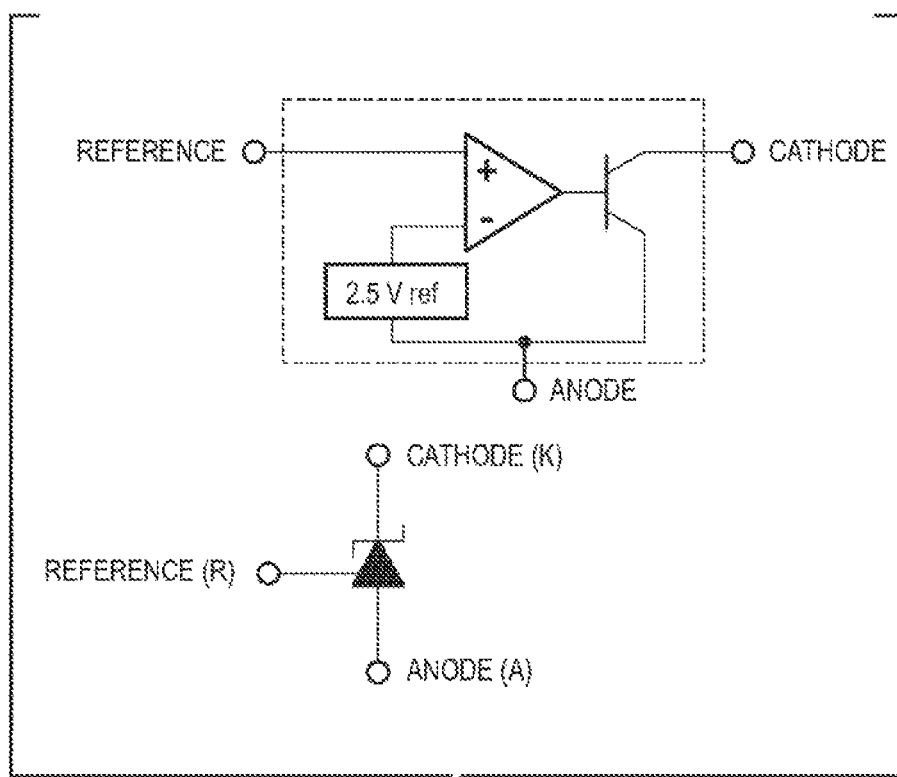 REFERENCE
CATHODE
+
-
2.5 V ref
ANODE
CATHODE (K)
REFERENCE (R)
ANODE (A)